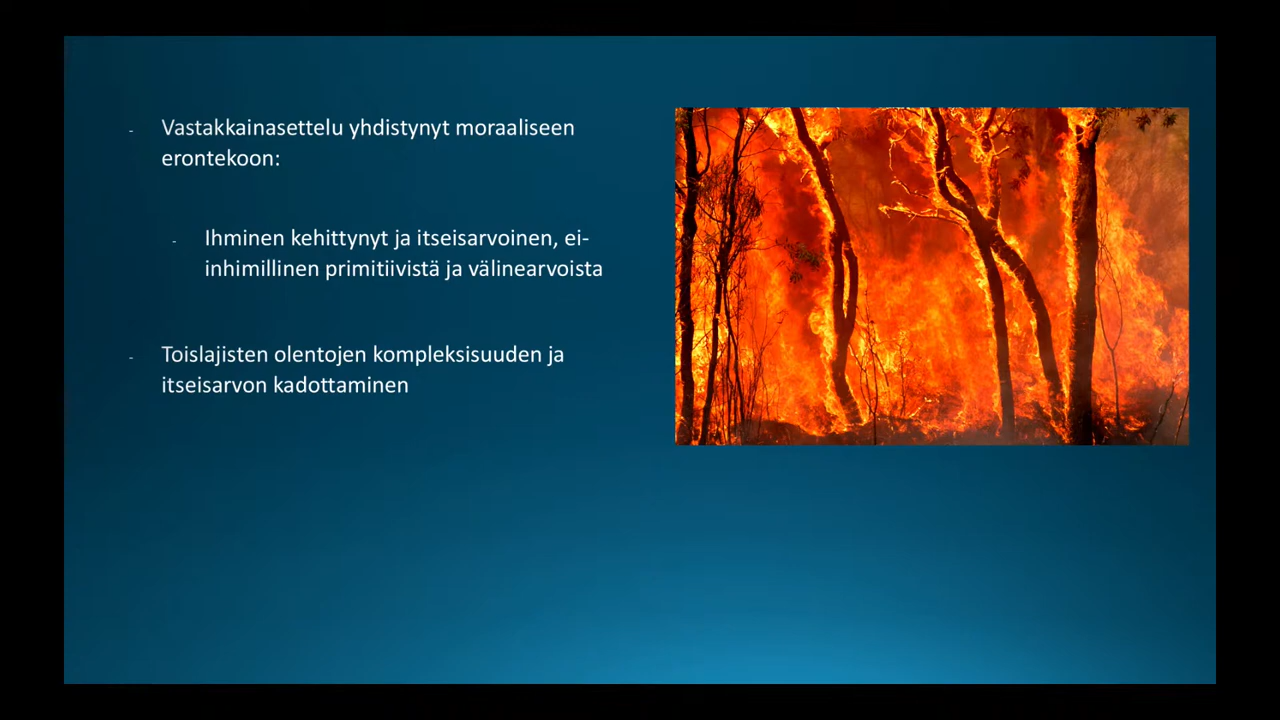 - Vastakkainasettelu yhdistynyt moraaliseen
erontekoon:
- Ihminen kehittynyt ja itseisarvoinen, ei-
inhimillinen primitiivistä ja välinearvoista
- Toislajisten olentojen kompleksisuuden ja
itseisarvon kadottaminen